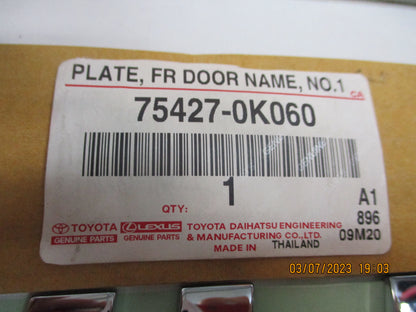 PLATE, FR DOOR NAME, NO.1
CA
75427-0K060
QTY: 1
A1
896
09M20
TOYOTA
GENUINE PARTS
LEXUS
GENUINE PARTS
TOYOTA DAIHATSU ENGINEERING
& MANUFACTURING CO.,LTD.
MADE IN THAILAND
03/07/2023 19:03